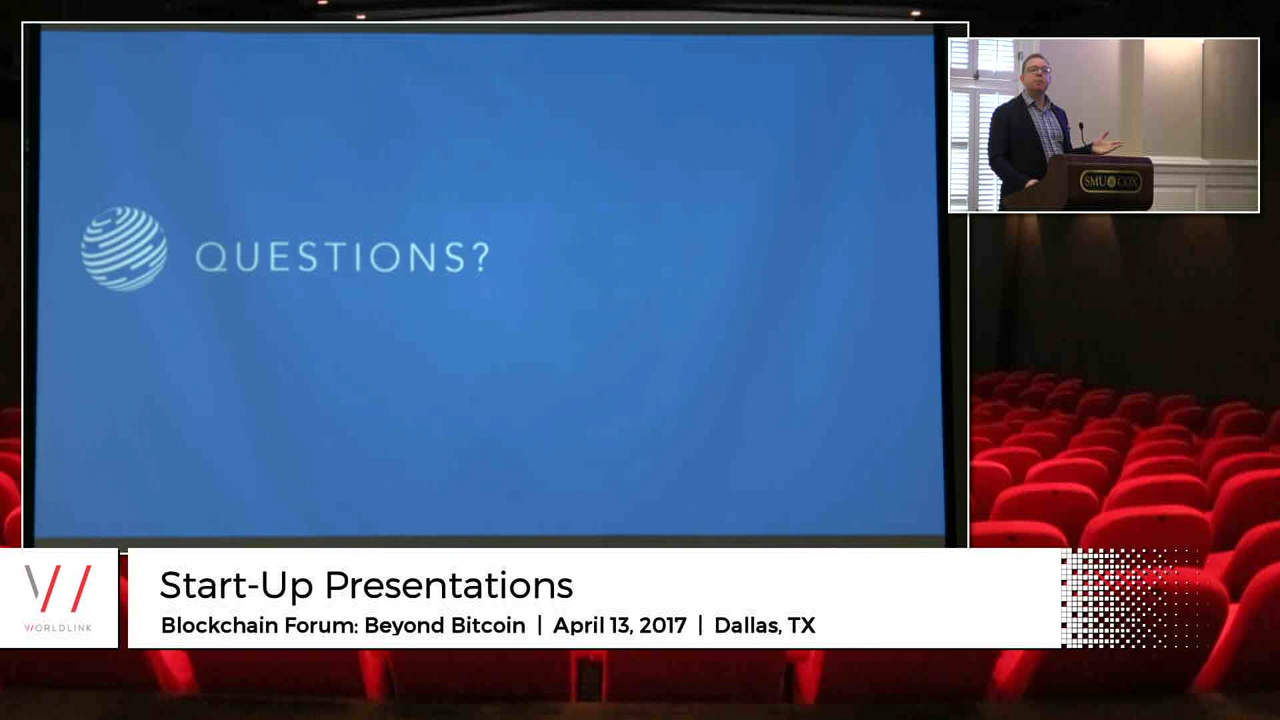 QUESTIONS?
SMU COX
WORLDLINK
Start-Up Presentations
Blockchain Forum: Beyond Bitcoin | April 13, 2017 | Dallas, TX